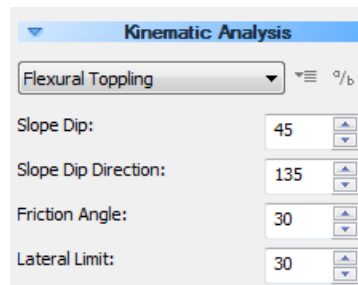 Kinematic Analysis
Flexural Toppling a/b
Slope Dip: 45
Slope Dip Direction: 135
Friction Angle: 30
Lateral Limit: 30